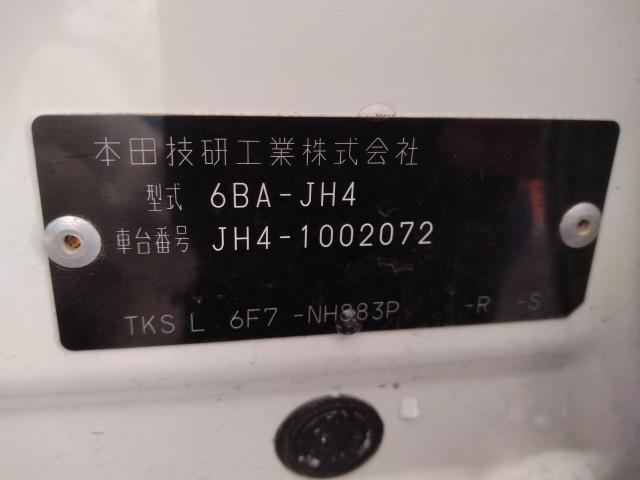 本田技研工業株式会社
型式 6BA-JH4
車台番号 JH4-1002072
TKS L 6F7 -NH883P -R -S